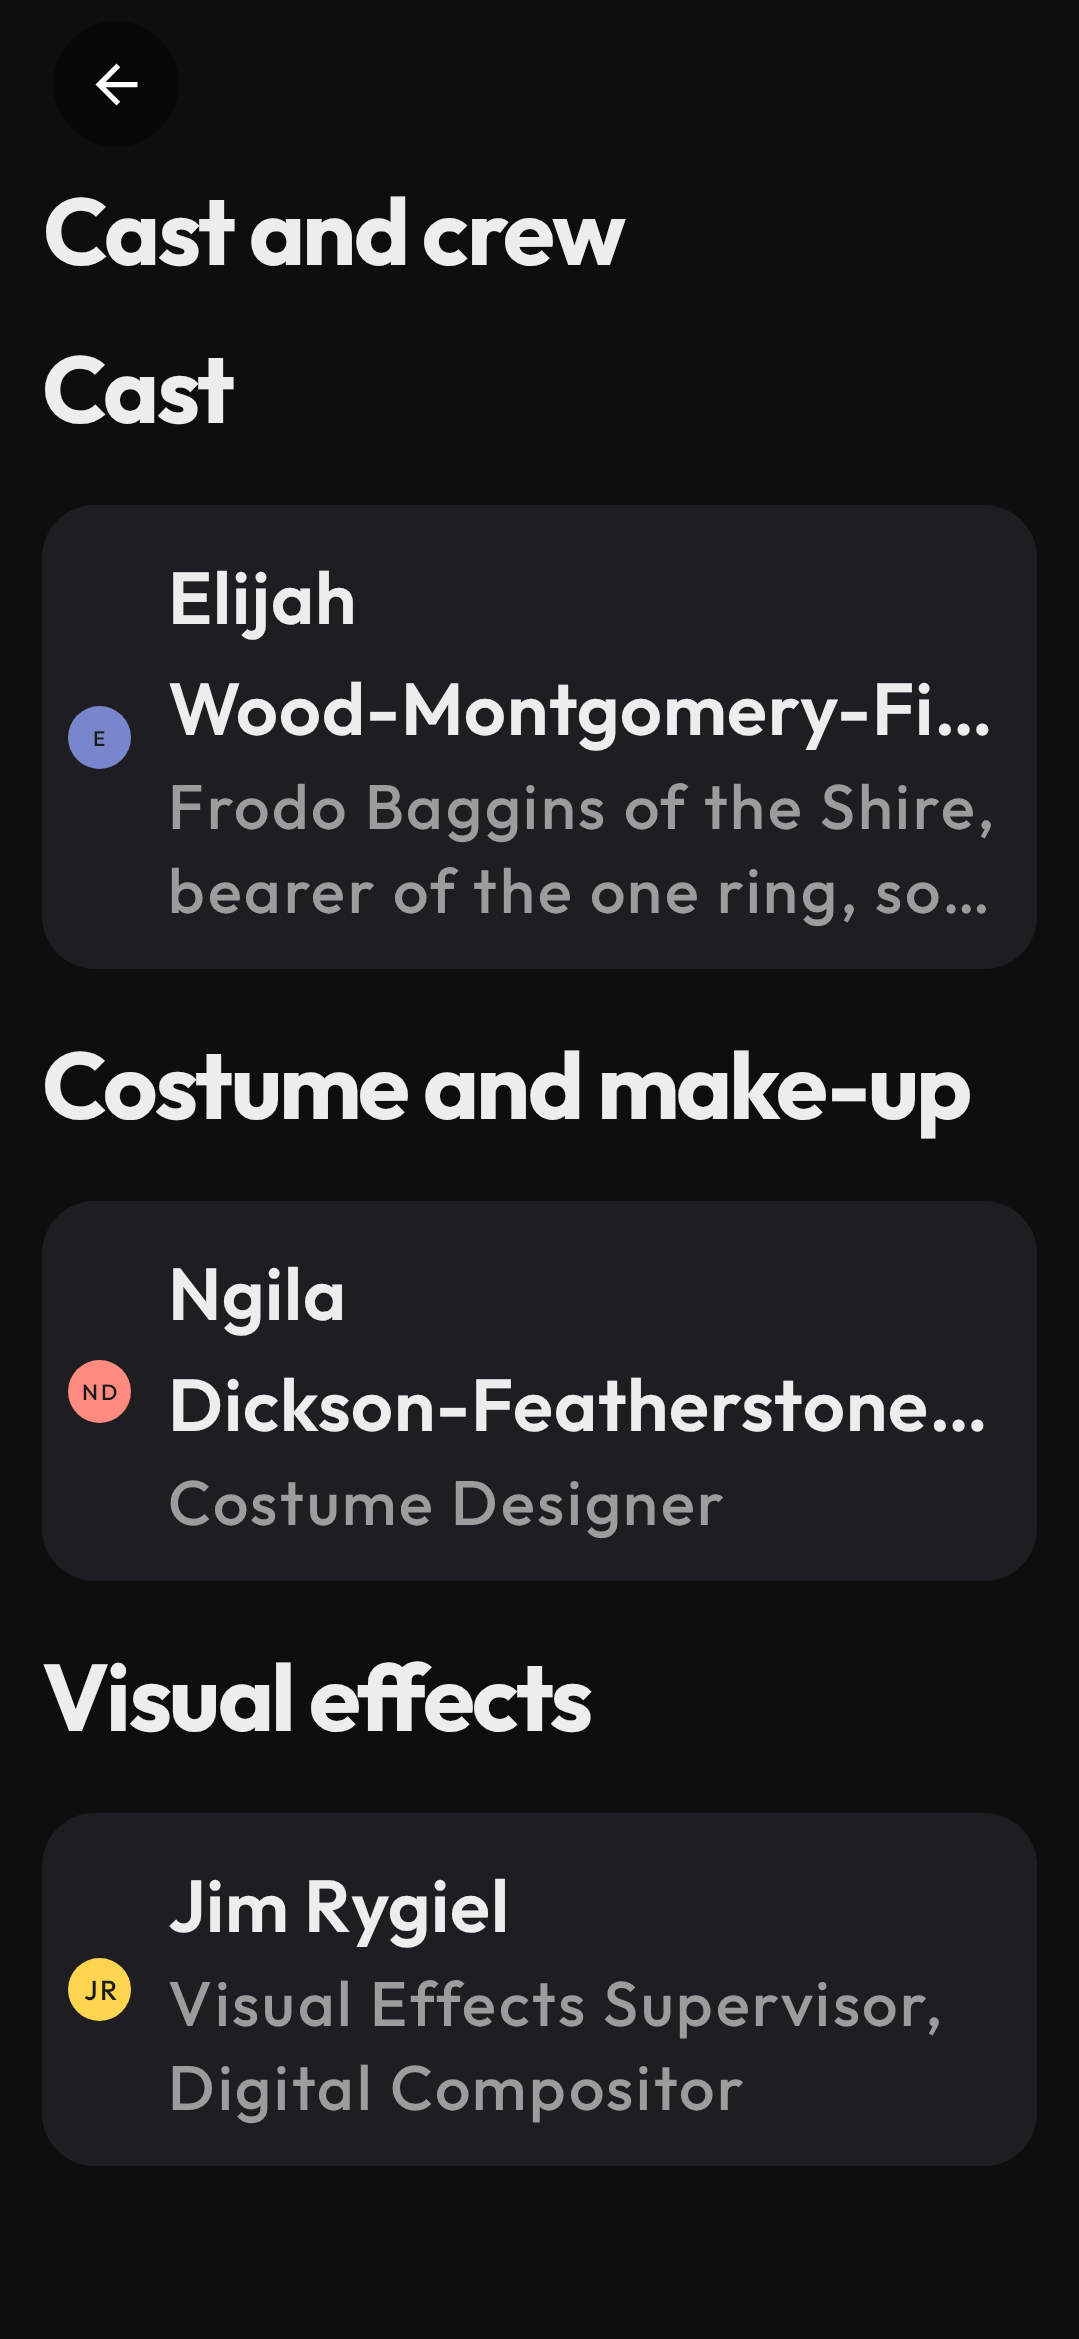 Cast and crew
Cast
Elijah
E
Wood-Montgomery-Fi...
Frodo Baggins of the Shire,
bearer of the one ring, so...
Costume and make-up
Ngila
ND
Dickson-Featherstone...
Costume Designer
Visual effects
Jim Rygiel
JR
Visual Effects Supervisor,
Digital Compositor